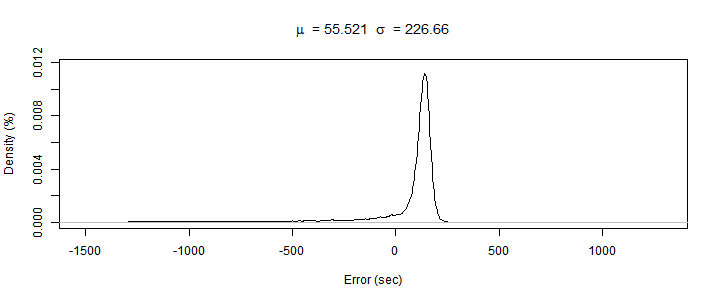 μ = 55.521 σ = 226.66
0.012
0.008
0.004
0.000
Density (%)
-1500 -1000 -500 0 500 1000
Error (sec)